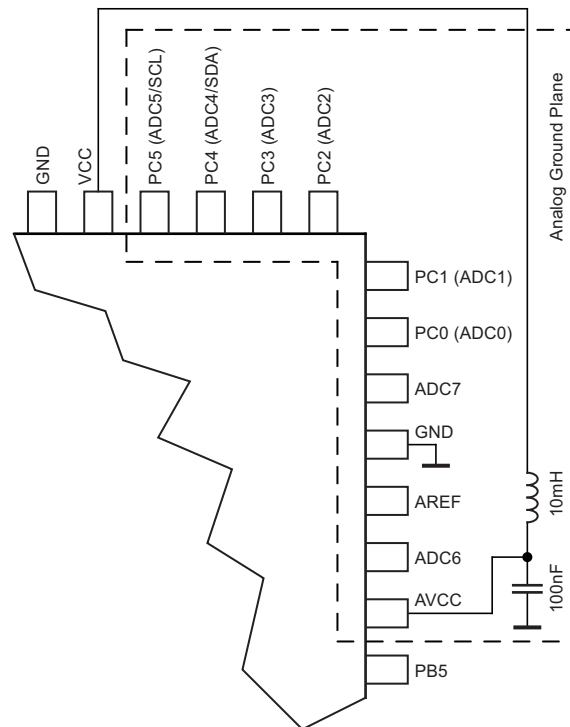 GND
VCC
PC5 (ADC5/SCL)
PC4 (ADC4/SDA)
PC3 (ADC3)
PC2 (ADC2)
Analog Ground Plane
PC1 (ADC1)
PC0 (ADC0)
ADC7
GND
AREF
ADC6
AVCC
PB5
10mH
100nF